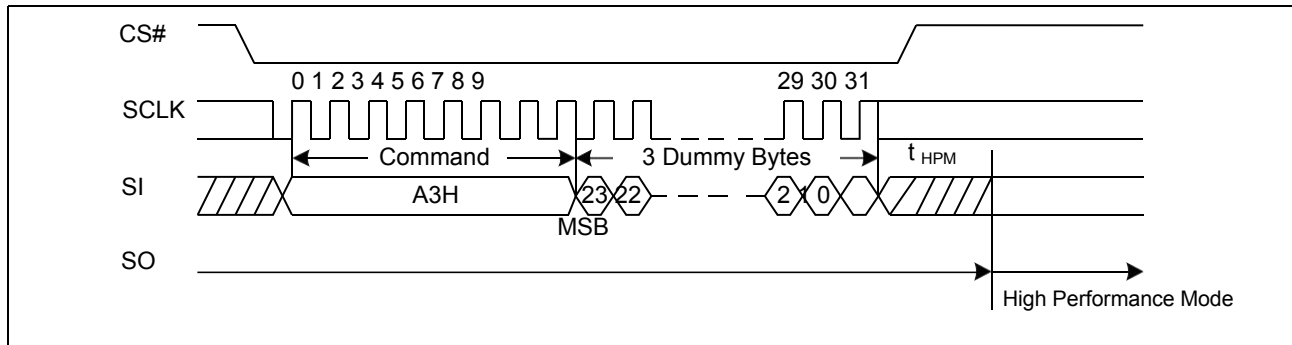 CS#
0 1 2 3 4 5 6 7 8 9 29 30 31
SCLK
Command 3 Dummy Bytes t HPM
SI A3H 23 22 2 1 0
MSB
SO
High Performance Mode